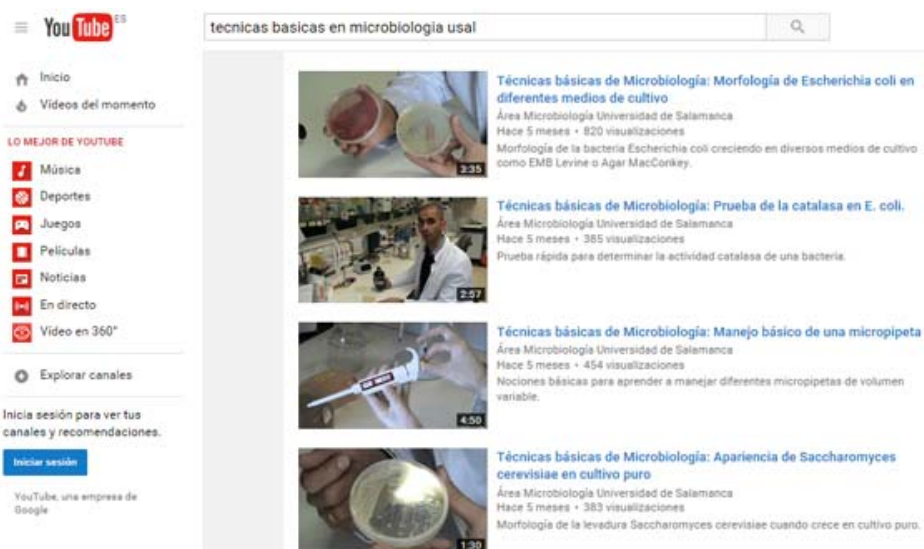 YouTube ES
tecnicas basicas en microbiologia usal
Inicio
Vídeos del momento
LO MEJOR DE YOUTUBE
Música
Deportes
Juegos
Películas
Noticias
En directo
Vídeo en 360°
Explorar canales
Inicia sesión para ver tus
canales y recomendaciones.
Iniciar sesión
YouTube, una empresa de
Google
3:35
Técnicas básicas de Microbiología: Morfología de Escherichia coli en
diferentes medios de cultivo
Área Microbiología Universidad de Salamanca
Hace 5 meses • 820 visualizaciones
Morfología de la bacteria Escherichia coli creciendo en diversos medios de cultivo
como EMB Levine o Agar MacConkey.
2:57
Técnicas básicas de Microbiología: Prueba de la catalasa en E. coli.
Área Microbiología Universidad de Salamanca
Hace 5 meses • 385 visualizaciones
Prueba rápida para determinar la actividad catalasa de una bacteria.
4:50
Técnicas básicas de Microbiología: Manejo básico de una micropipeta
Área Microbiología Universidad de Salamanca
Hace 5 meses • 454 visualizaciones
Nociones básicas para aprender a manejar diferentes micropipetas de volumen
variable.
1:30
Técnicas básicas de Microbiología: Apariencia de Saccharomyces
cerevisiae en cultivo puro
Área Microbiología Universidad de Salamanca
Hace 5 meses • 383 visualizaciones
Morfología de la levadura Saccharomyces cerevisiae cuando crece en cultivo puro.